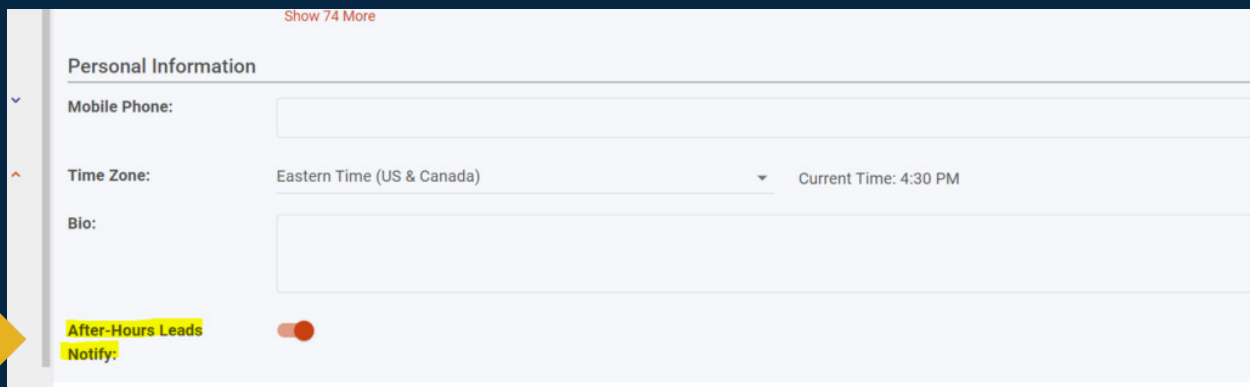 Show 74 More
Personal Information
Mobile Phone:
Time Zone:
Eastern Time (US & Canada)
Current Time: 4:30 PM
Bio:
After-Hours Leads
Notify: